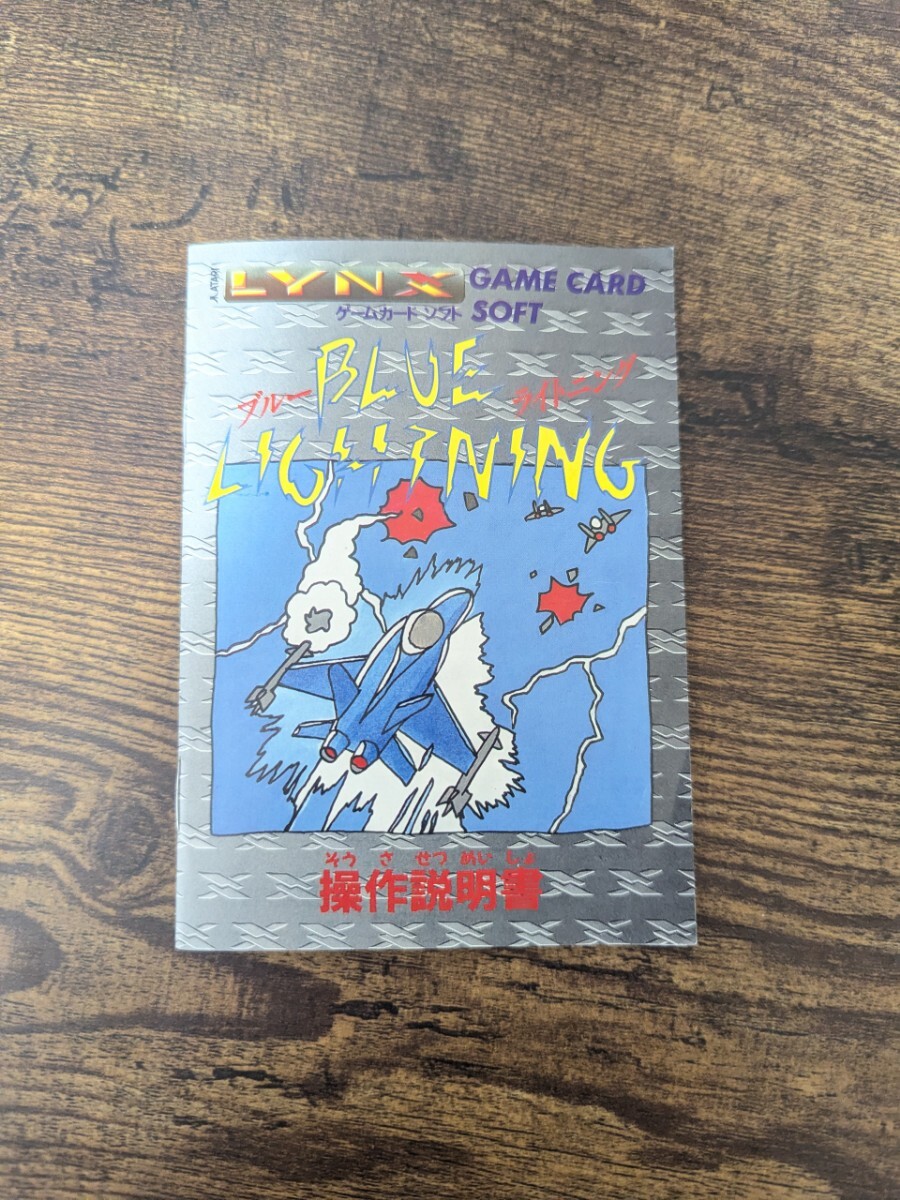 ATARI
LYNX
GAME CARD
ゲームカード ソフト SOFT
BLUE
ブルー ライトニング
LIGHTNING
そう さ せつ めい しょ
操作説明書